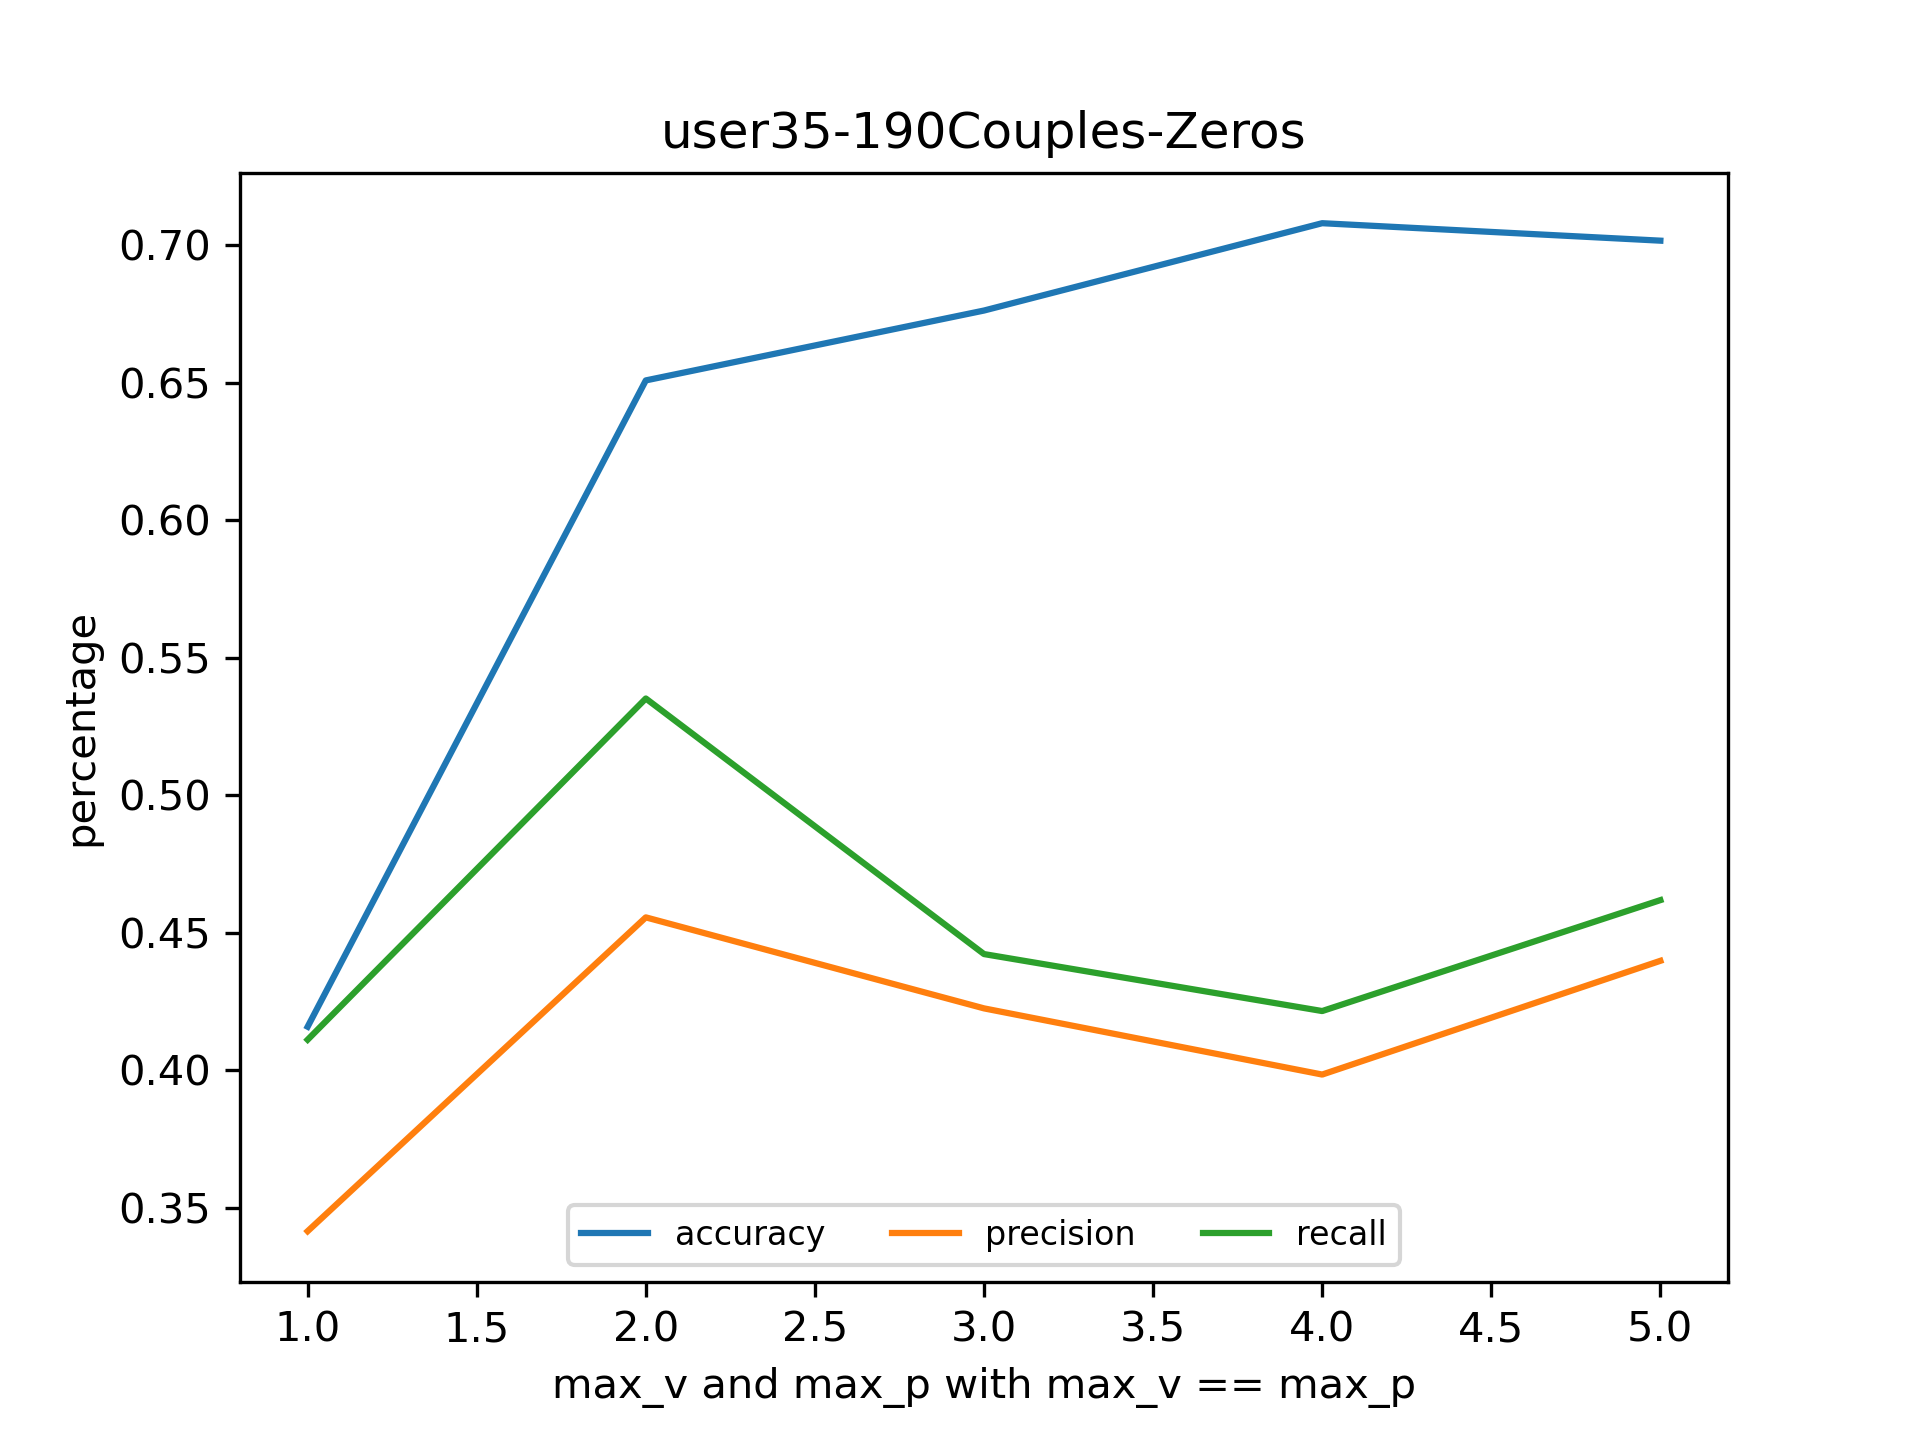 user35-190Couples-Zeros
percentage
0.70
0.65
0.60
0.55
0.50
0.45
0.40
0.35
accuracy precision recall
1.0 1.5 2.0 2.5 3.0 3.5 4.0 4.5 5.0
max_v and max_p with max_v == max_p